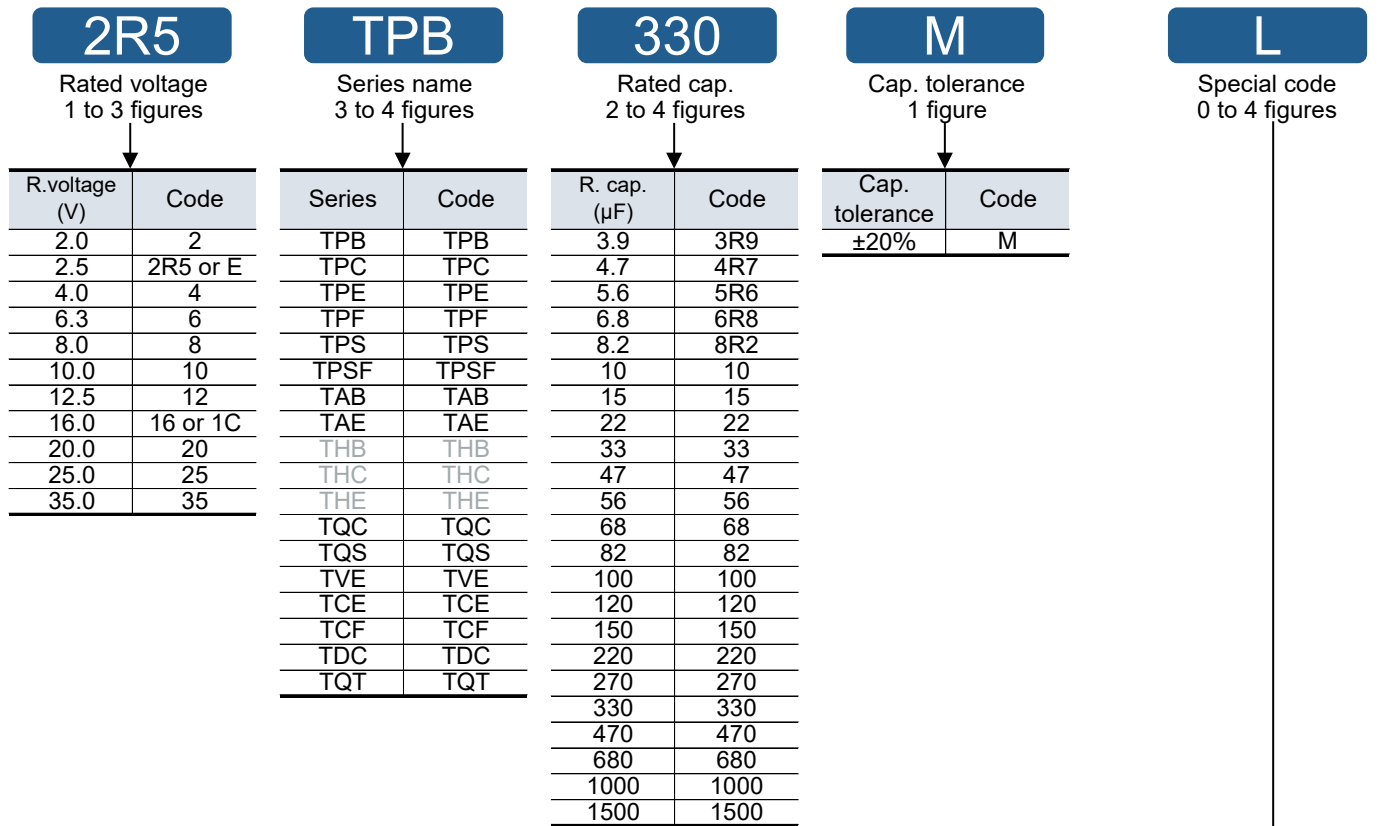 2R5 TPB 330 M L
Rated voltage Series name Rated cap. Cap. tolerance Special code
1 to 3 figures 3 to 4 figures 2 to 4 figures 1 figure 0 to 4 figures
R.voltage
(V) Code
2.0 2
2.5 2R5 or E
4.0 4
6.3 6
8.0 8
10.0 10
12.5 12
16.0 16 or 1C
20.0 20
25.0 25
35.0 35
Series Code
TPB TPB
TPC TPC
TPE TPE
TPF TPF
TPS TPS
TPSF TPSF
TAB TAB
TAE TAE
THB THB
THC THC
THE THE
TQC TQC
TQS TQS
TVE TVE
TCE TCE
TCF TCF
TDC TDC
TQT TQT
R. cap.
(µF) Code
3.9 3R9
4.7 4R7
5.6 5R6
6.8 6R8
8.2 8R2
10 10
15 15
22 22
33 33
47 47
56 56
68 68
82 82
100 100
120 120
150 150
220 220
270 270
330 330
470 470
680 680
1000 1000
1500 1500
Cap.
tolerance Code
±20% M